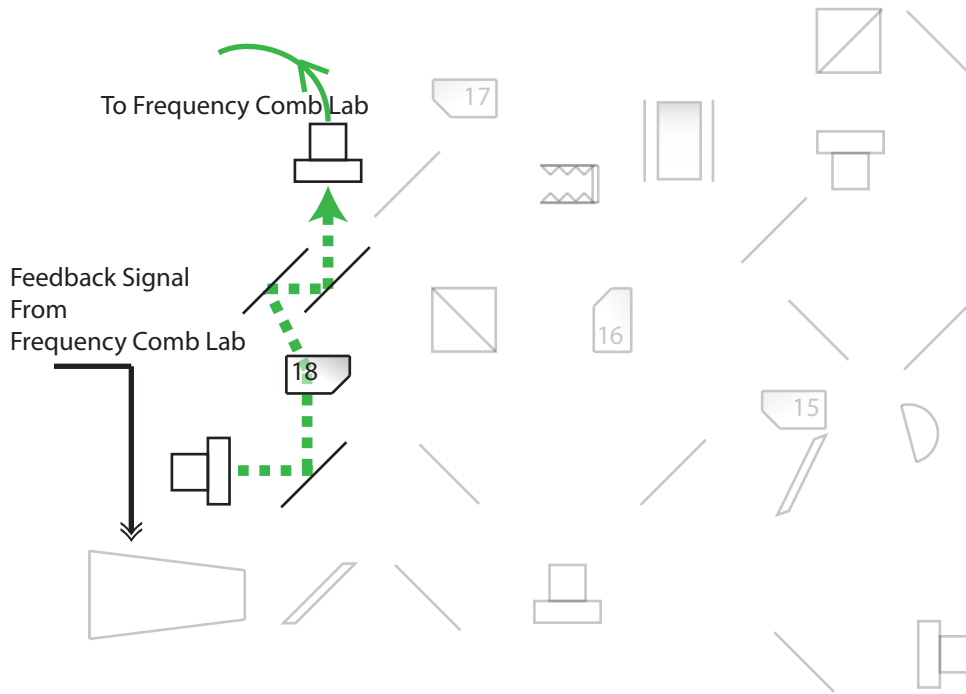 17
To Frequency Comb Lab
Feedback Signal
From
Frequency Comb Lab
16
18
15